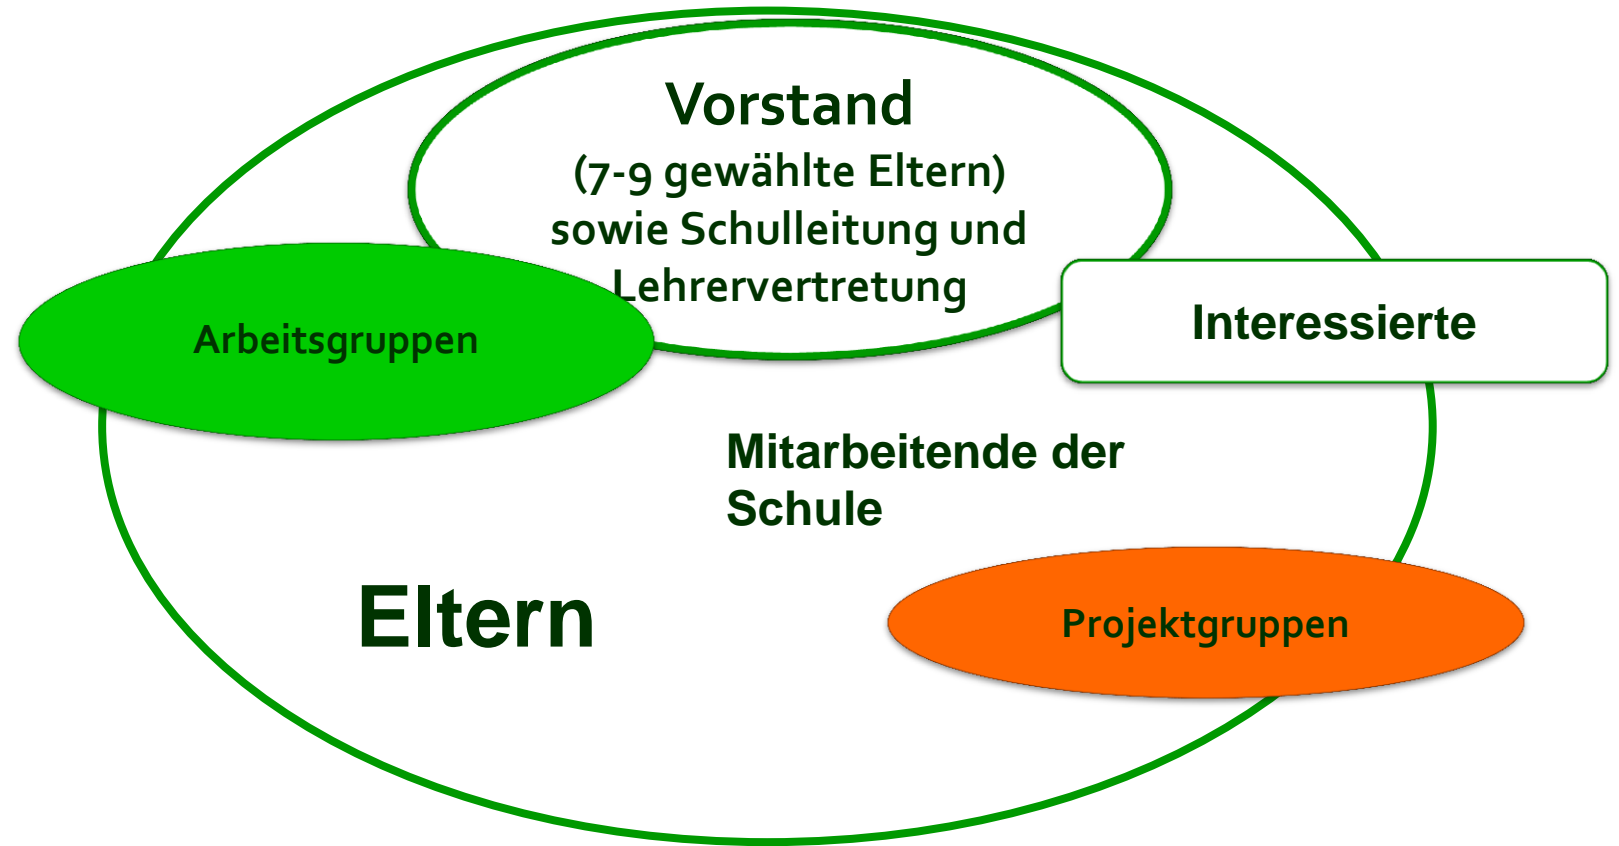 Vorstand
(7-9 gewählte Eltern)
sowie Schulleitung und
Lehrervertretung
Interessierte
Arbeitsgruppen
Mitarbeitende der
Schule
Eltern
Projektgruppen